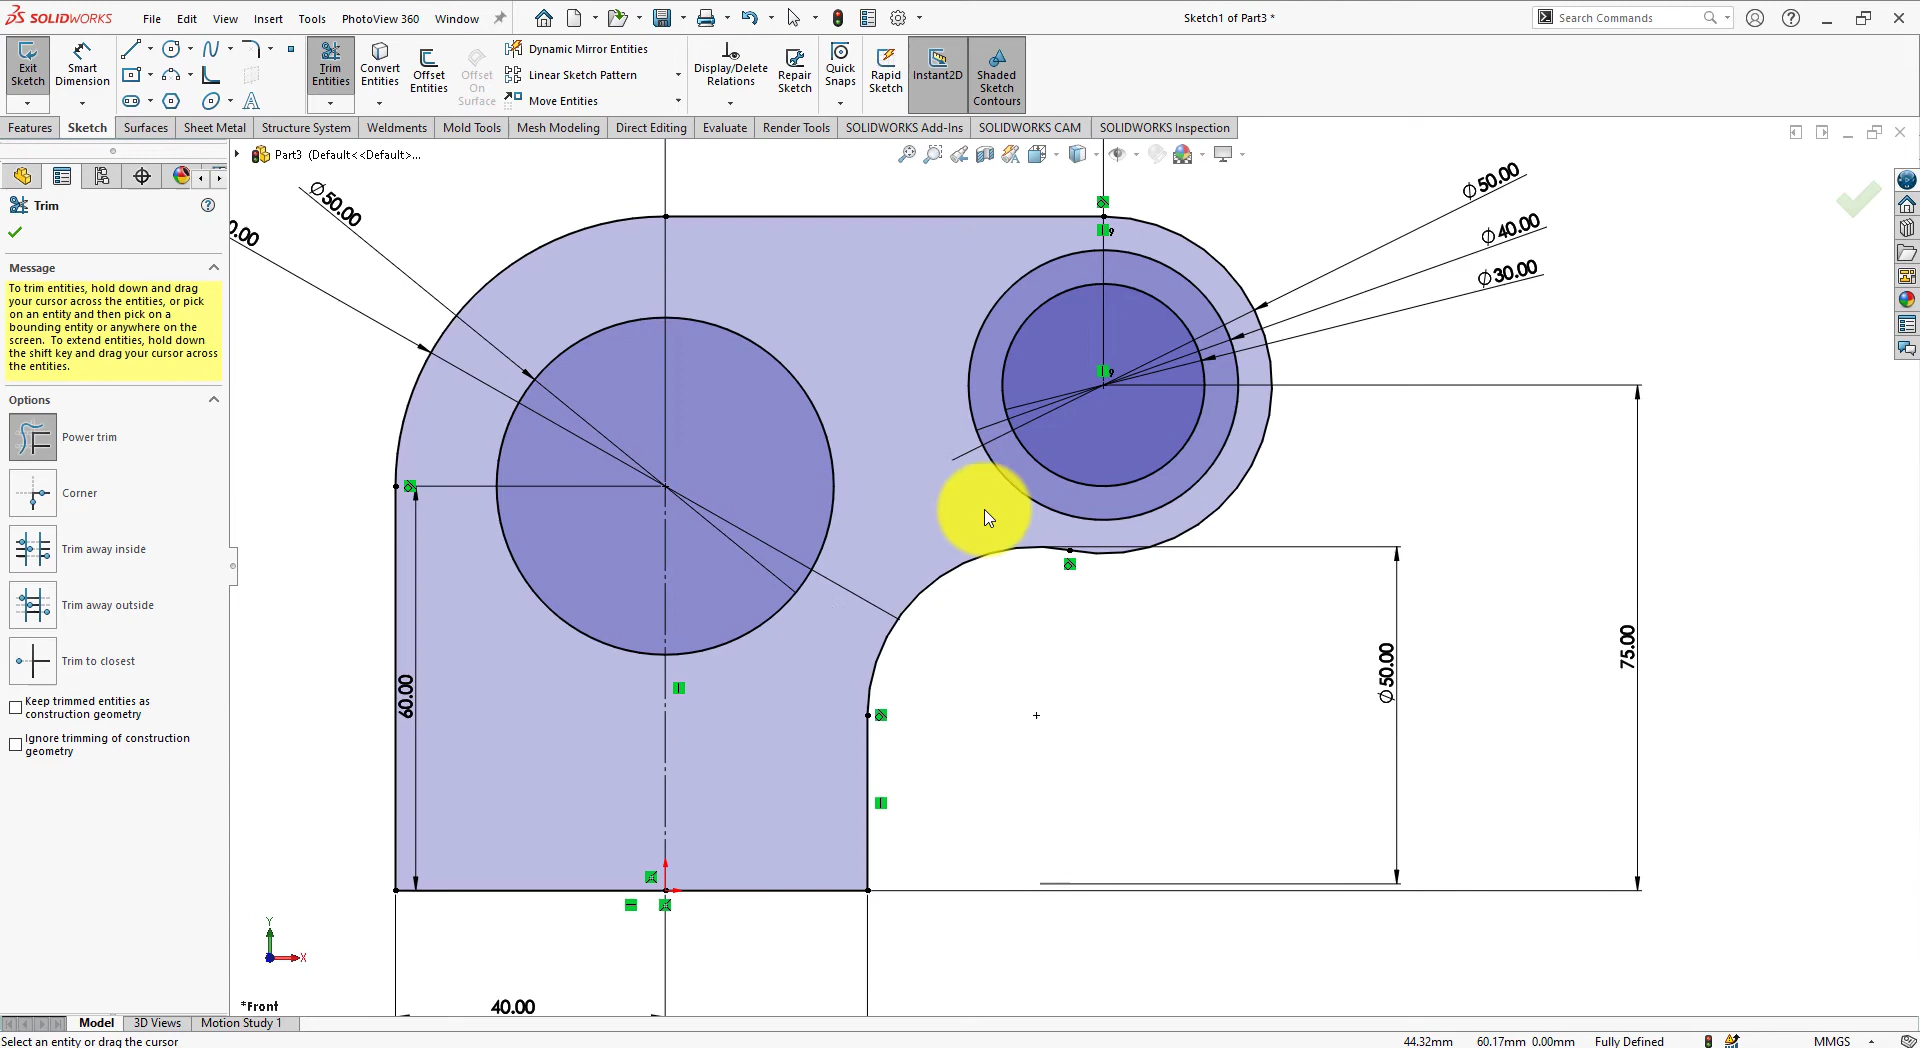 SOLIDWORKS
File Edit View Insert Tools PhotoView 360 Window
Sketch1 of Part3 *
Search Commands
Exit Sketch
Smart Dimension
Trim Entities
Convert Entities
Offset Entities
Offset On Surface
Dynamic Mirror Entities
Linear Sketch Pattern
Move Entities
Display/Delete Relations
Repair Sketch
Quick Snaps
Rapid Sketch
Instant2D
Shaded Sketch Contours
Features Sketch Surfaces Sheet Metal Structure System Weldments Mold Tools Mesh Modeling Direct Editing Evaluate Render Tools SOLIDWORKS Add-Ins SOLIDWORKS CAM SOLIDWORKS Inspection
Part3 (Default<<Default>...
Trim
Message
To trim entities, hold down and drag
your cursor across the entities, or pick
on an entity and then pick on a
bounding entity or anywhere on the
screen. To extend entities, hold down
the shift key and drag your cursor across
the entities.
Options
Power trim
Corner
Trim away inside
Trim away outside
Trim to closest
Keep trimmed entities as
construction geometry
Ignore trimming of construction
geometry
0.00
Ø50.00
Ø50.00
Ø40.00
Ø30.00
9
9
60.00
Ø50.00
75.00
40.00
Y
X
*Front
Model 3D Views Motion Study 1
Select an entity or drag the cursor
44.32mm 60.17mm 0.00mm Fully Defined MMGS